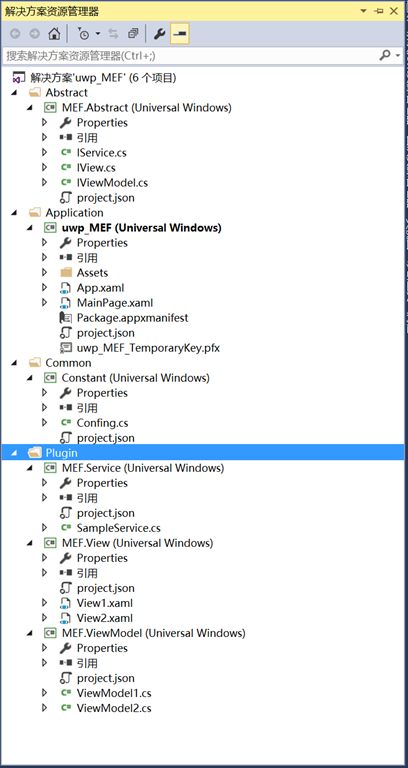 解决方案资源管理器
搜索解决方案资源管理器(Ctrl+;)
解决方案'uwp_MEF' (6 个项目)
Abstract
MEF.Abstract (Universal Windows)
Properties
引用
IService.cs
IView.cs
IViewModel.cs
project.json
Application
uwp_MEF (Universal Windows)
Properties
引用
Assets
App.xaml
MainPage.xaml
Package.appxmanifest
project.json
uwp_MEF_TemporaryKey.pfx
Common
Constant (Universal Windows)
Properties
引用
Confing.cs
project.json
Plugin
MEF.Service (Universal Windows)
Properties
引用
project.json
SampleService.cs
MEF.View (Universal Windows)
Properties
引用
project.json
View1.xaml
View2.xaml
MEF.ViewModel (Universal Windows)
Properties
引用
project.json
ViewModel1.cs
ViewModel2.cs